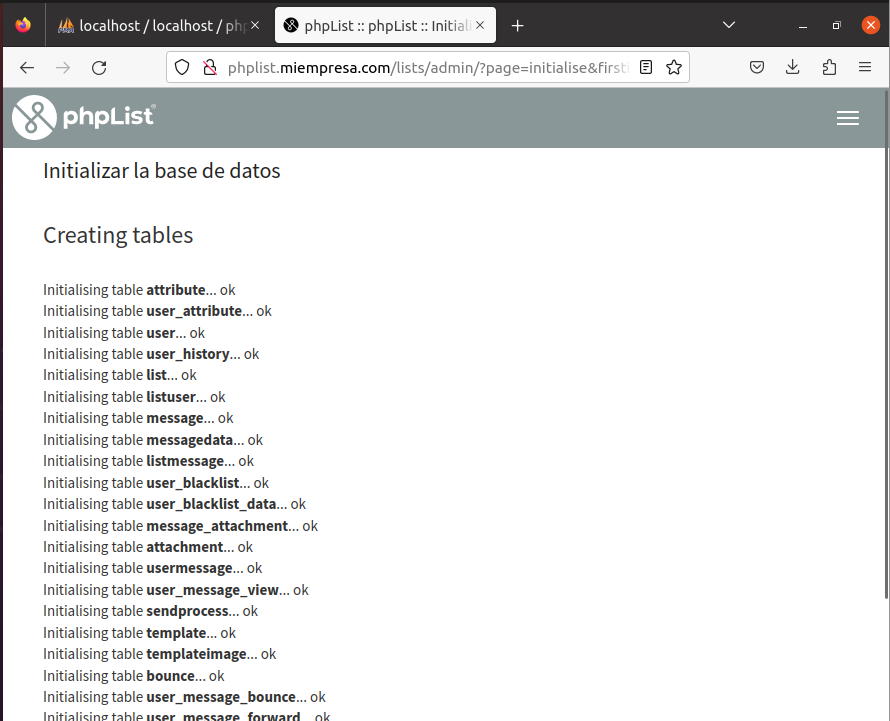 localhost / localhost / php
phpList :: phpList :: Initiali
phplist.miempresa.com/lists/admin/?page=initialise&firsti
phpList®
Initializar la base de datos
Creating tables
Initialising table attribute... ok
Initialising table user_attribute... ok
Initialising table user... ok
Initialising table user_history... ok
Initialising table list... ok
Initialising table listuser... ok
Initialising table message... ok
Initialising table messagedata... ok
Initialising table listmessage... ok
Initialising table user_blacklist... ok
Initialising table user_blacklist_data... ok
Initialising table message_attachment... ok
Initialising table attachment... ok
Initialising table usermessage... ok
Initialising table user_message_view... ok
Initialising table sendprocess... ok
Initialising table template... ok
Initialising table templateimage... ok
Initialising table bounce... ok
Initialising table user_message_bounce... ok
Initialising table user_message_forward... ok